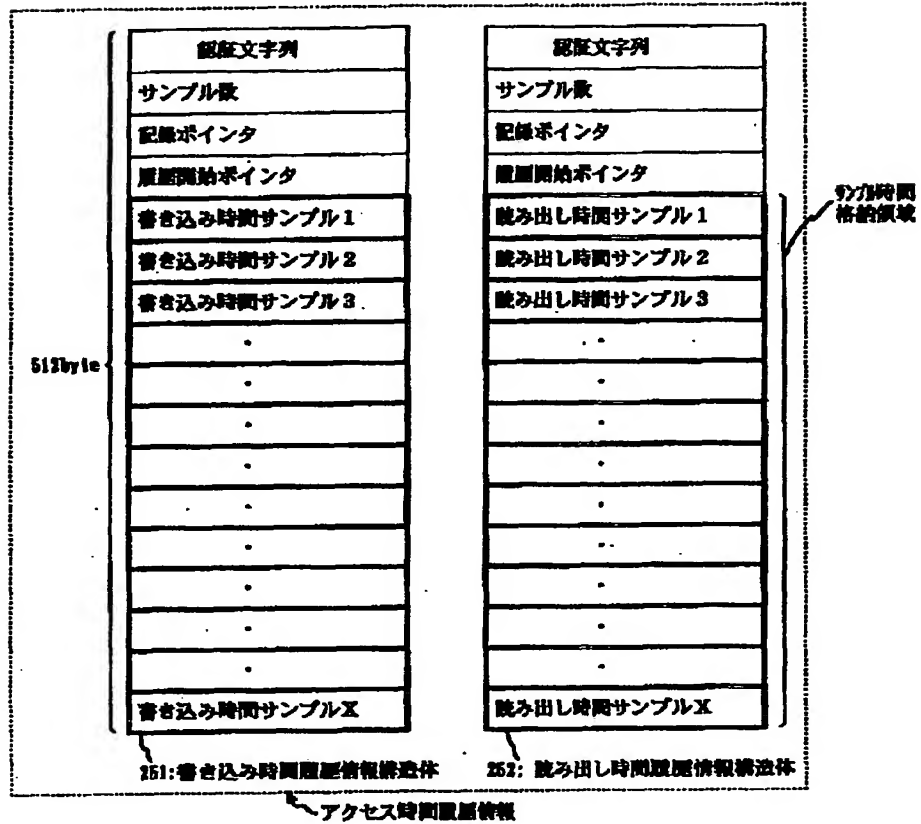 認証文字列
サンプル数
記録ポインタ
履歴開始ポインタ
書き込み時間サンプル1
書き込み時間サンプル2
書き込み時間サンプル3
書き込み時間サンプルX
251:書き込み時間履歴情報構造体
512byte
認証文字列
サンプル数
記録ポインタ
履歴開始ポインタ
読み出し時間サンプル1
読み出し時間サンプル2
読み出し時間サンプル3
読み出し時間サンプルX
252: 読み出し時間履歴情報構造体
サンプル時間
格納領域
アクセス時間履歴情報